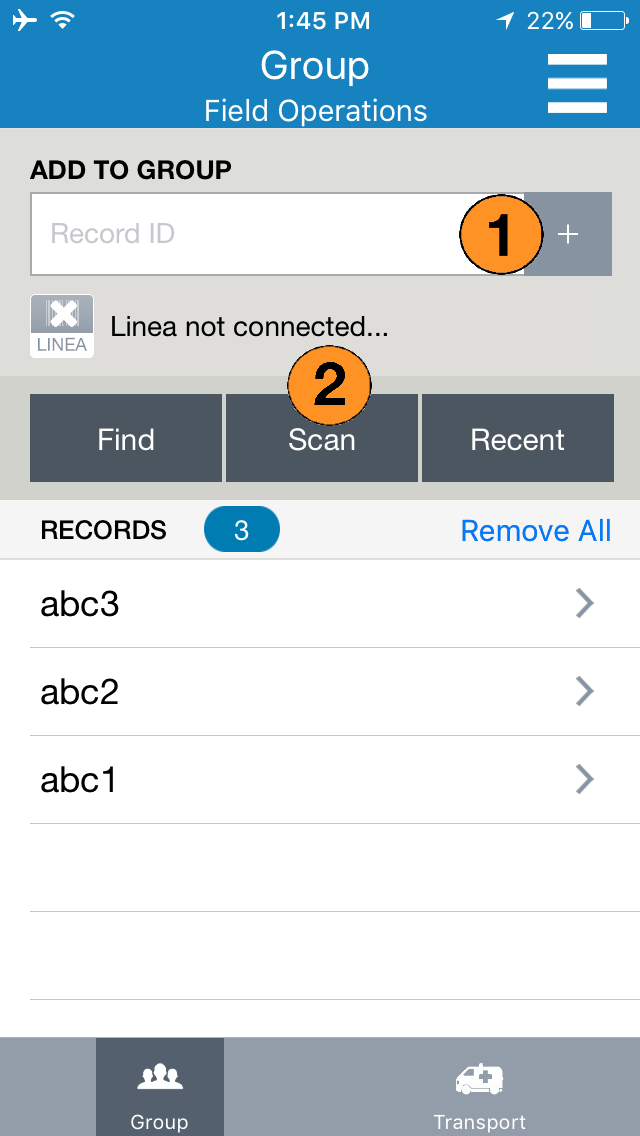 1:45 PM 22%
Group
Field Operations
ADD TO GROUP
Record ID 1 +
LINEA Linea not connected...
2
Find Scan Recent
RECORDS 3 Remove All
abc3
abc2
abc1
Group Transport